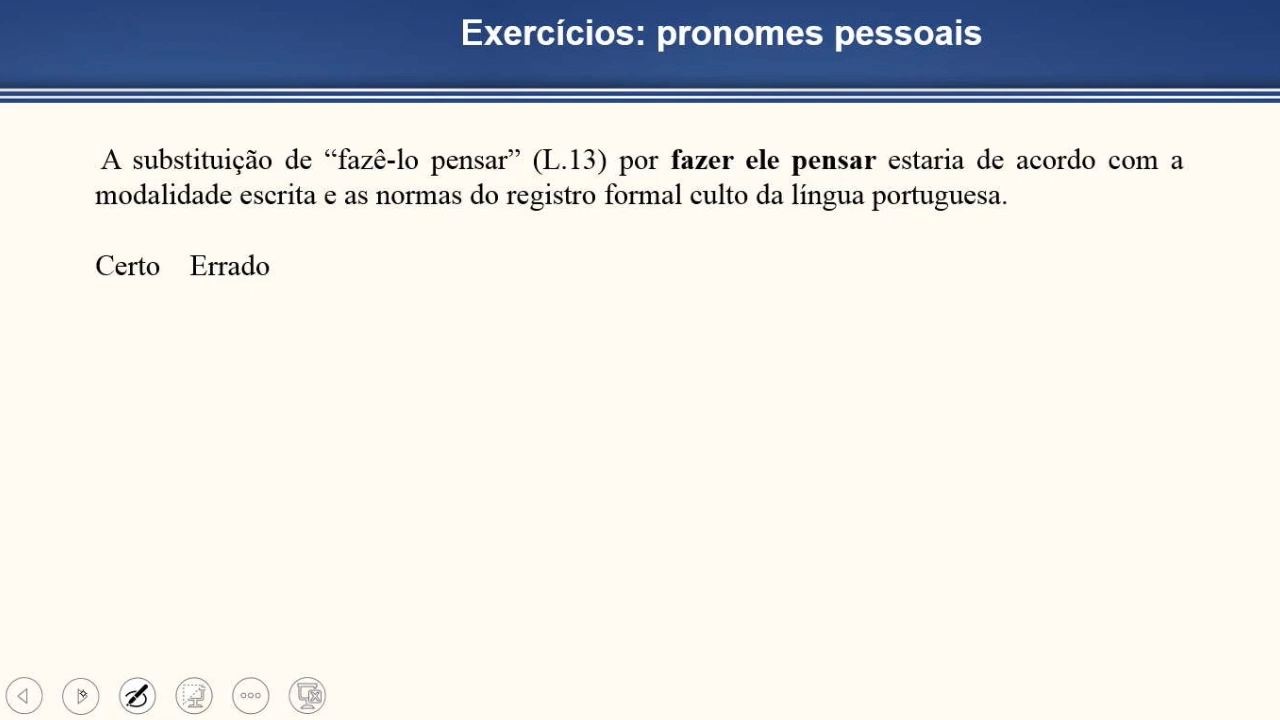 Exercícios: pronomes pessoais
A substituição de “fazê-lo pensar” (L.13) por fazer ele pensar estaria de acordo com a
modalidade escrita e as normas do registro formal culto da língua portuguesa.
Certo Errado